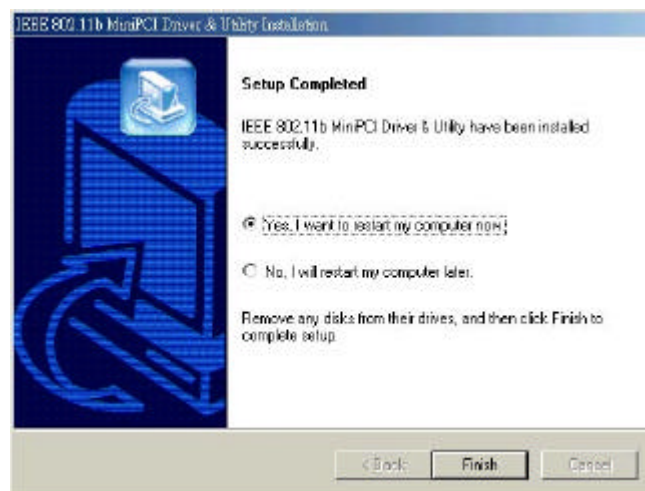 IEEE 802.11b MiniPCI Driver & Utility Installation
Setup Completed
IEEE 802.11b MiniPCI Driver & Utility have been installed
successfully.
Yes, I want to restart my computer now.
No, I will restart my computer later.
Remove any disks from their drives, and then click Finish to
complete setup.
< Back
Finish
Cancel